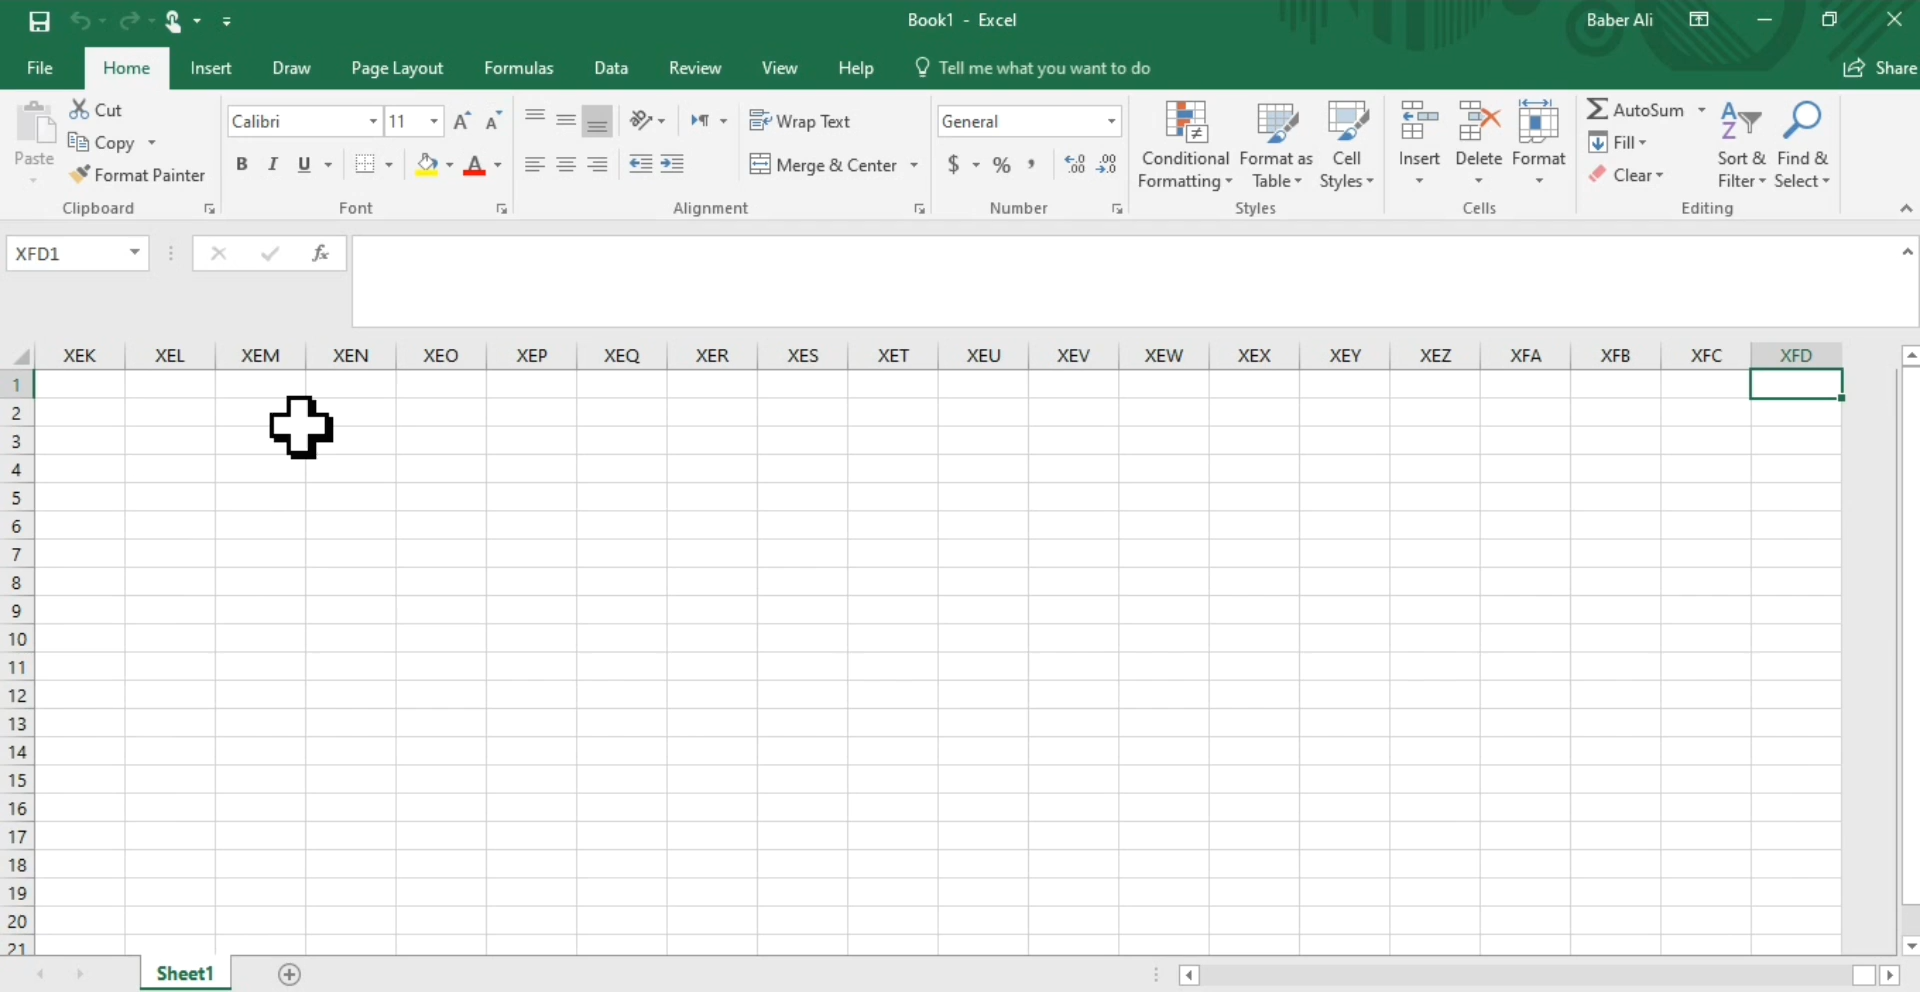 Book1 - Excel
Baber Ali
File Home Insert Draw Page Layout Formulas Data Review View Help Tell me what you want to do Share
Paste
Cut
Copy
Format Painter
Clipboard
Calibri 11
B I U A
Font
Wrap Text
Merge & Center
Alignment
General
$ % , .00 .0
Number
Conditional Formatting
Format as Table
Cell Styles
Styles
Insert Delete Format
Cells
AutoSum
Fill
Clear
Sort & Filter
Find & Select
Editing
XFD1 fx
XEK XEL XEM XEN XEO XEP XEQ XER XES XET XEU XEV XEW XEX XEY XEZ XFA XFB XFC XFD
1
2
3
4
5
6
7
8
9
10
11
12
13
14
15
16
17
18
19
20
21
Sheet1